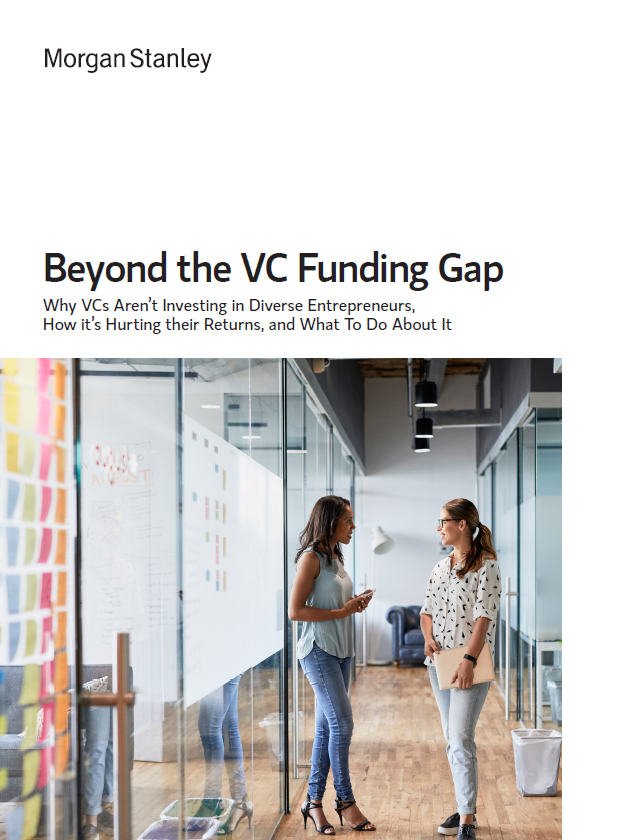 Morgan Stanley
Beyond the VC Funding Gap
Why VCs Aren't Investing in Diverse Entrepreneurs,
How it's Hurting their Returns, and What To Do About It
august